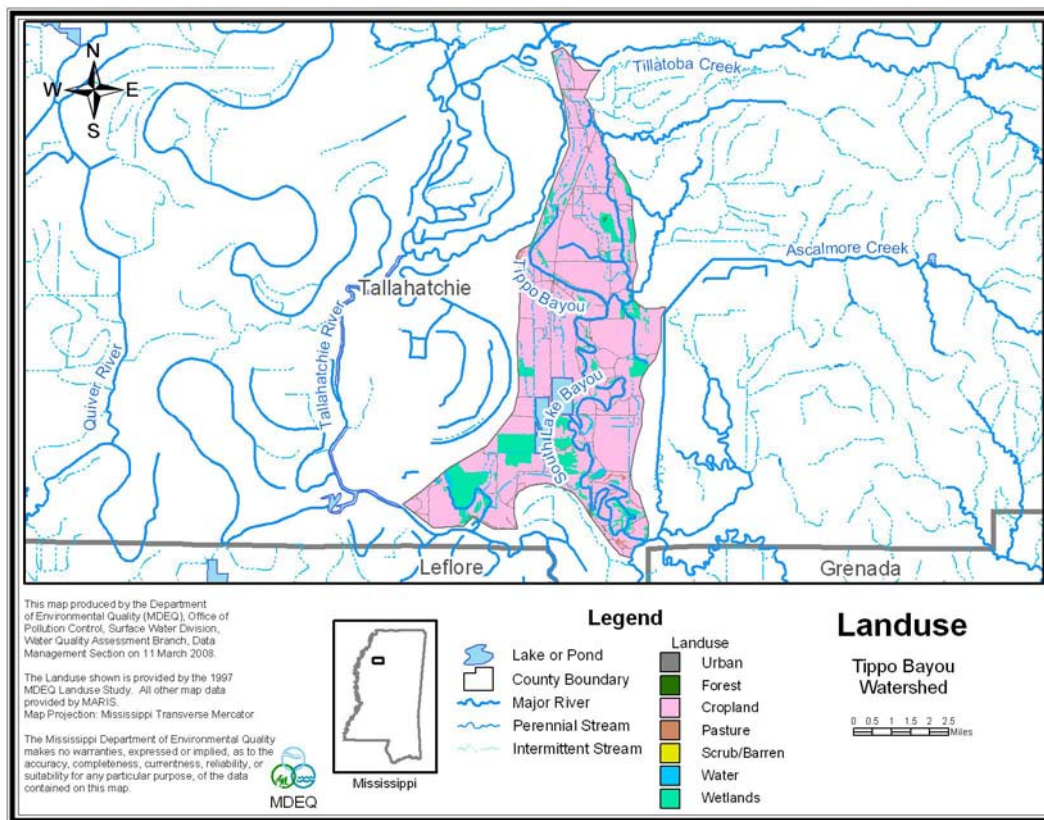 N
W
E
S
Tillatoba Creek
Ascalmore Creek
Tallahatchie
Tippo Bayou
Tallahatchie River
Quiver River
South Lake Bayou
Leflore
Grenada
This map produced by the Department
of Environmental Quality (MDEQ), Office of
Pollution Control, Surface Water Division,
Water Quality Assessment Branch, Data
Management Section on 11 March 2008.
The Landuse shown is provided by the 1997
MDEQ Landuse Study. All other map data
provided by MARIS.
Map Projection: Mississippi Transverse Mercator
The Mississippi Department of Environmental Quality
makes no warranties, expressed or implied, as to the
accuracy, completeness, currentness, reliability, or
suitability for any particular purpose, of the data
contained on this map.
MDEQ
Mississippi
Legend
Lake or Pond
County Boundary
Major River
Perennial Stream
Intermittent Stream
Landuse
Urban
Forest
Cropland
Pasture
Scrub/Barren
Water
Wetlands
Landuse
Tippo Bayou
Watershed
0 0.5 1 1.5 2 2.5
Miles